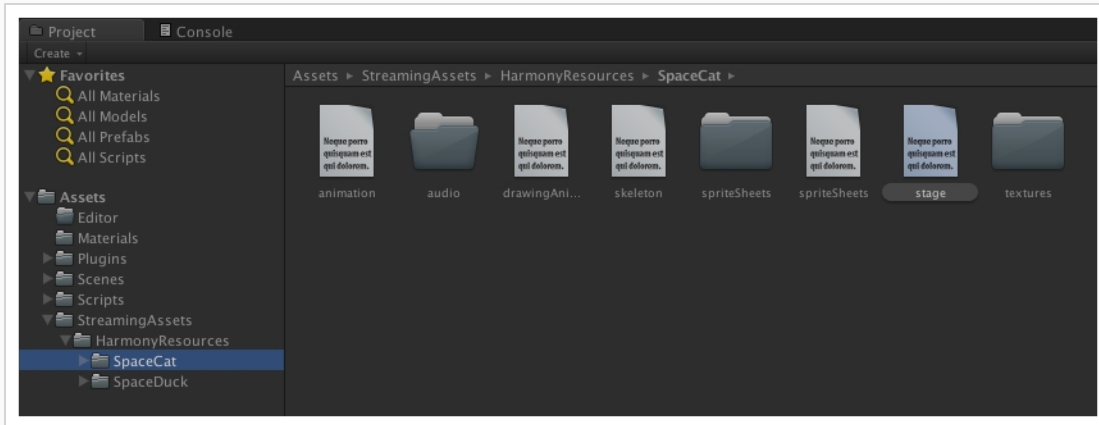 Project
Console
Create
Favorites
All Materials
All Models
All Prefabs
All Scripts
Assets
Editor
Materials
Plugins
Scenes
Scripts
StreamingAssets
HarmonyResources
SpaceCat
SpaceDuck
Assets StreamingAssets HarmonyResources SpaceCat
Neque porro
quisquam est
qui dolorem.
Neque porro
quisquam est
qui dolorem.
Neque porro
quisquam est
qui dolorem.
Neque porro
quisquam est
qui dolorem.
Neque porro
quisquam est
qui dolorem.
animation audio drawingAni... skeleton spriteSheets spriteSheets stage textures